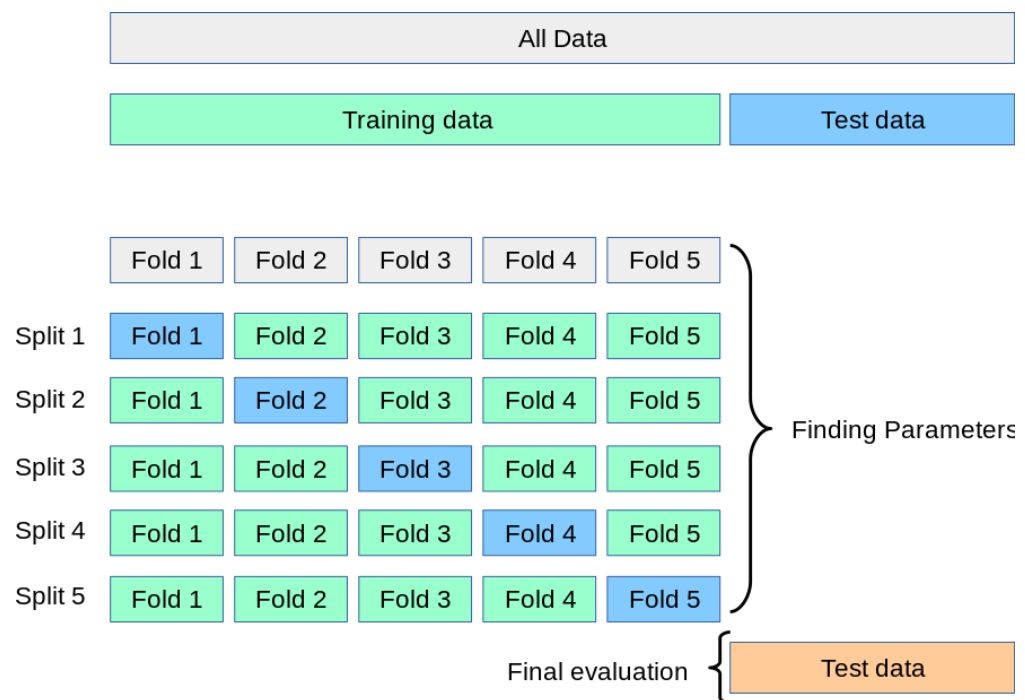 All Data
Training data Test data
Fold 1 Fold 2 Fold 3 Fold 4 Fold 5
Split 1 Fold 1 Fold 2 Fold 3 Fold 4 Fold 5
Split 2 Fold 1 Fold 2 Fold 3 Fold 4 Fold 5
Finding Parameters
Split 3 Fold 1 Fold 2 Fold 3 Fold 4 Fold 5
Split 4 Fold 1 Fold 2 Fold 3 Fold 4 Fold 5
Split 5 Fold 1 Fold 2 Fold 3 Fold 4 Fold 5
Final evaluation Test data